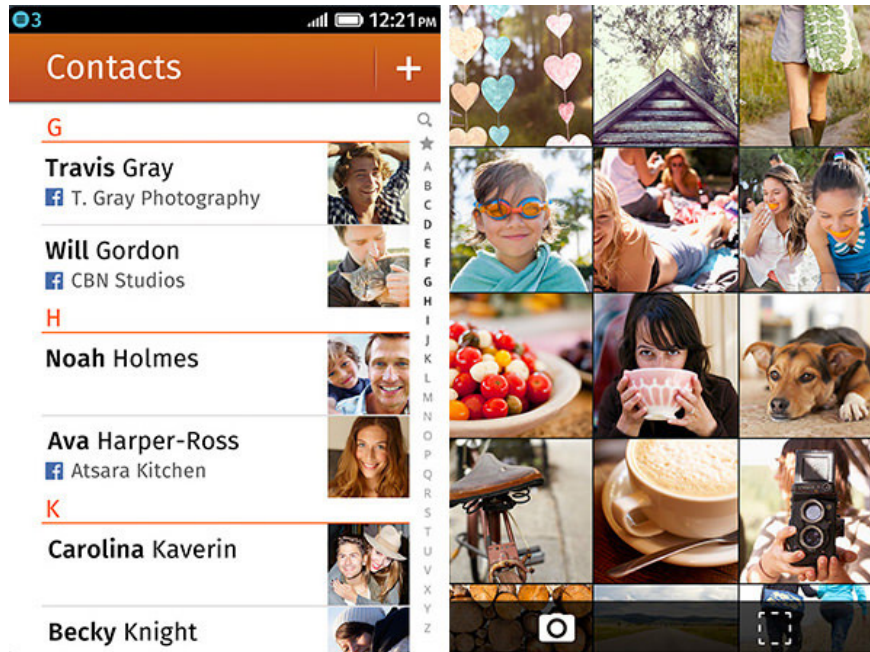 3 12:21 PM
Contacts
G
Travis Gray
T. Gray Photography
Will Gordon
CBN Studios
H
Noah Holmes
Ava Harper-Ross
Atsara Kitchen
K
Carolina Kaverin
Becky Knight
A
B
C
D
E
F
G
H
I
J
K
L
M
N
O
P
Q
R
S
T
U
V
X
Y
Z